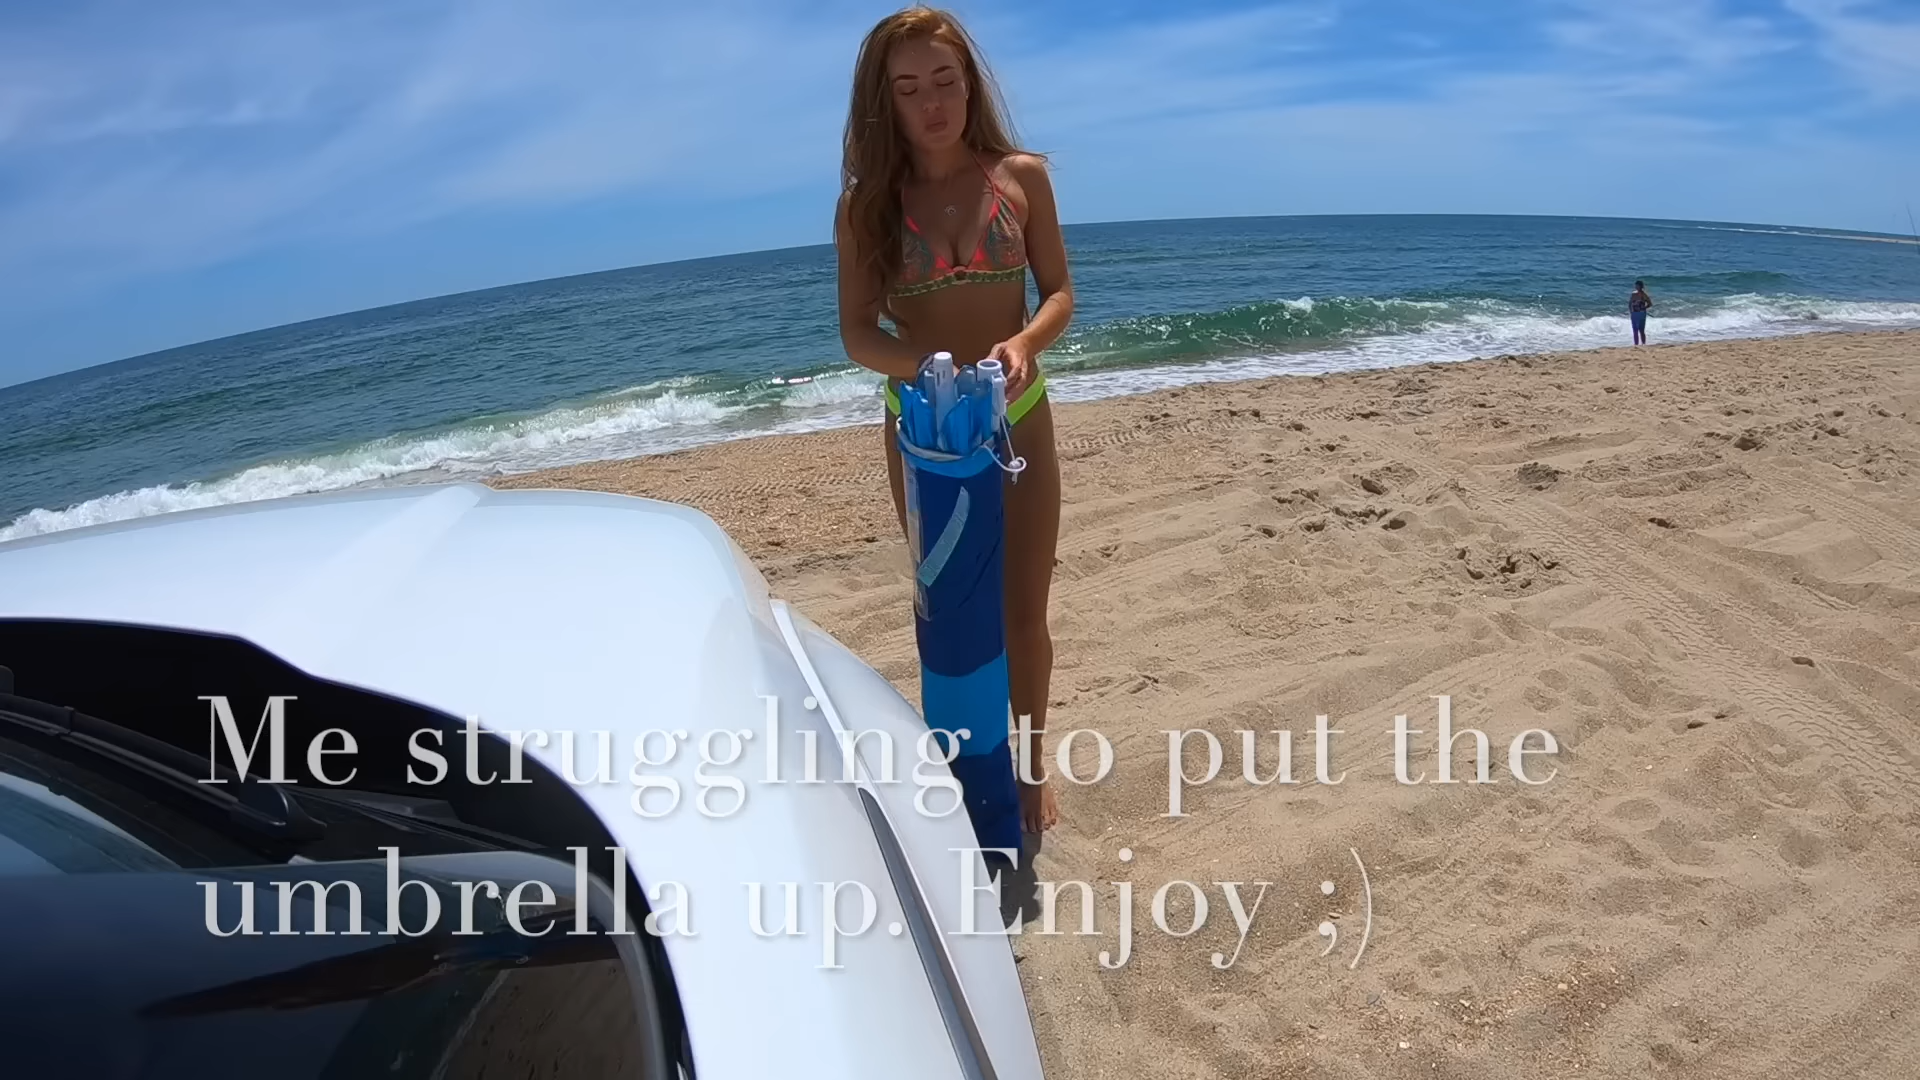 Me struggling to put the
umbrella up. Enjoy ;)